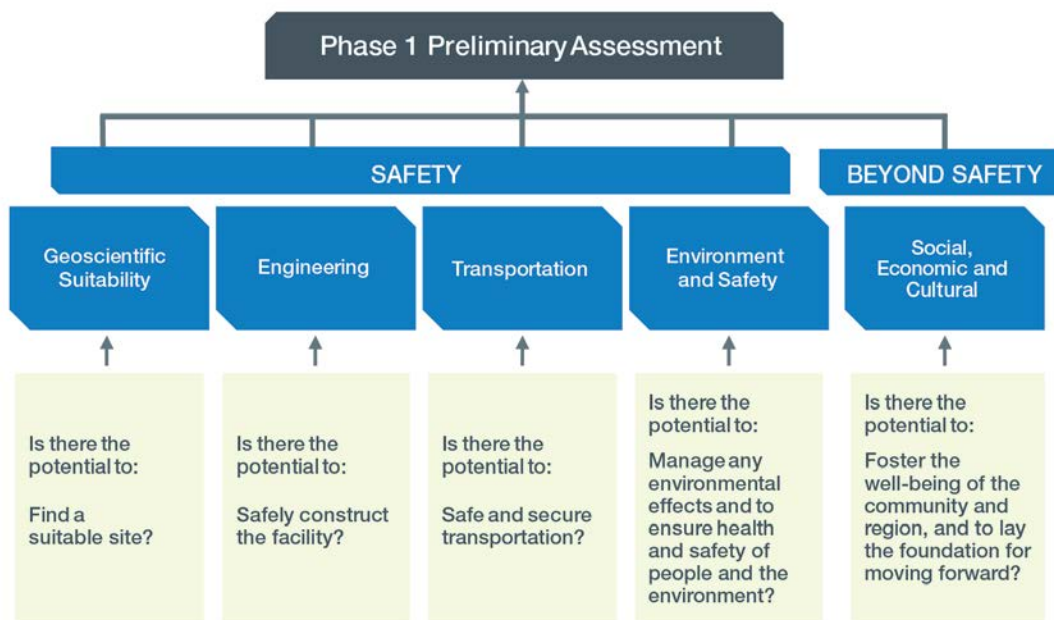 Phase 1 Preliminary Assessment
SAFETY
BEYOND SAFETY
Geoscientific
Suitability
Engineering
Transportation
Environment
and Safety
Social,
Economic and
Cultural
Is there the
potential to:
Find a
suitable site?
Is there the
potential to:
Safely construct
the facility?
Is there the
potential to:
Safe and secure
transportation?
Is there the
potential to:
Manage any
environmental
effects and to
ensure health
and safety of
people and the
environment?
Is there the
potential to:
Foster the
well-being of the
community and
region, and to lay
the foundation for
moving forward?